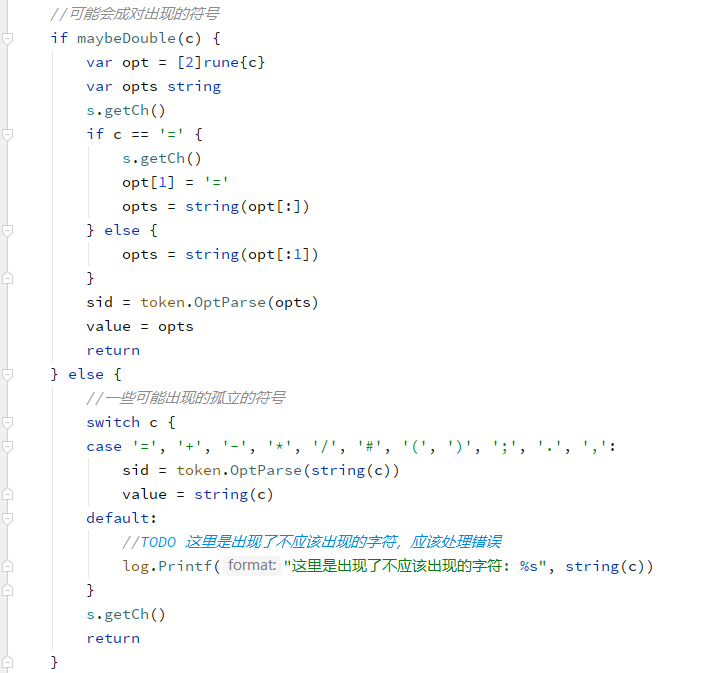 //可能会成对出现的符号
if maybeDouble(c) {
    var opt = [2]rune{c}
    var opts string
    s.getCh()
    if c == '=' {
        s.getCh()
        opt[1] = '='
        opts = string(opt[:])
    } else {
        opts = string(opt[:1])
    }
    sid = token.OptParse(opts)
    value = opts
    return
} else {
    //一些可能出现的孤立的符号
    switch c {
    case '=', '+', '-', '*', '/', '#', '(', ')', ';', '.', ',':
        sid = token.OptParse(string(c))
        value = string(c)
    default:
        //TODO 这里是出现了不应该出现的字符，应该处理错误
        log.Printf( format: "这里是出现了不应该出现的字符: %s", string(c))
    }
    s.getCh()
    return
}